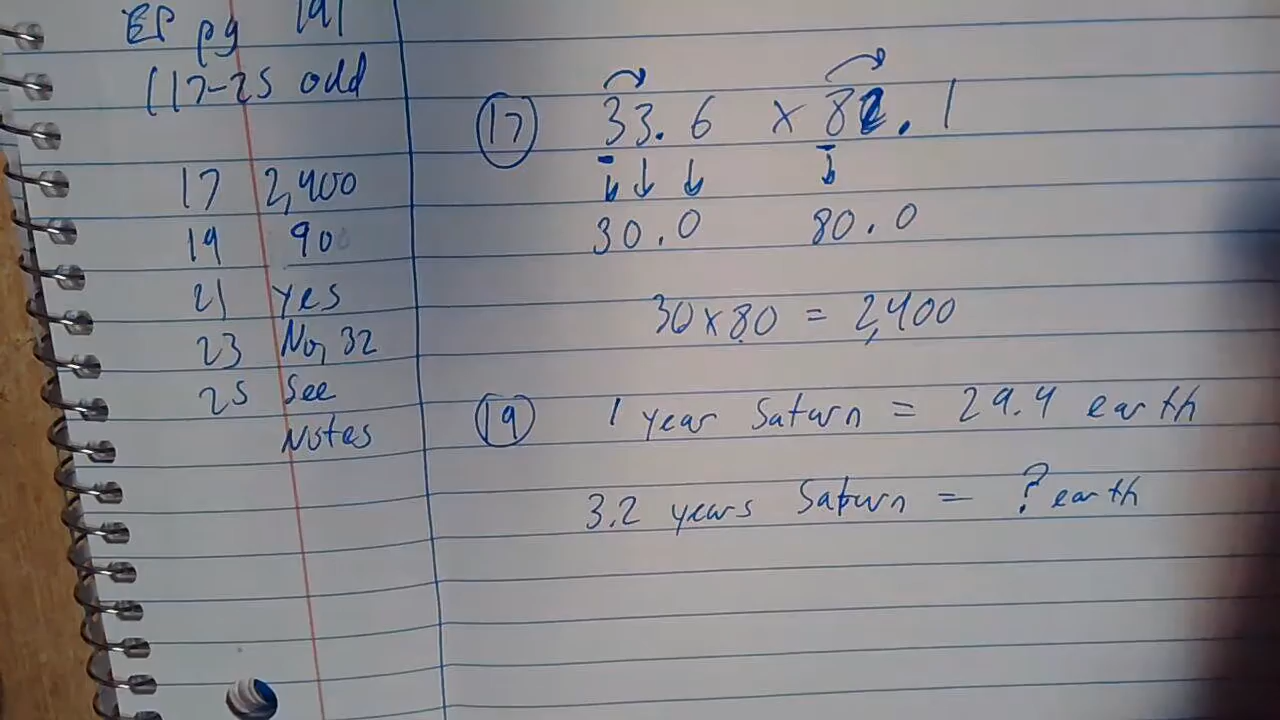 EP pg 191
(17-25 odd
17 2,400
19 90
21 yes
23 No, 32
25 See
Notes
17 33.6 x 82.1
30.0 80.0
30 x 80 = 2,400
19 1 year Saturn = 29.4 earth
3.2 years Saturn = ? earth